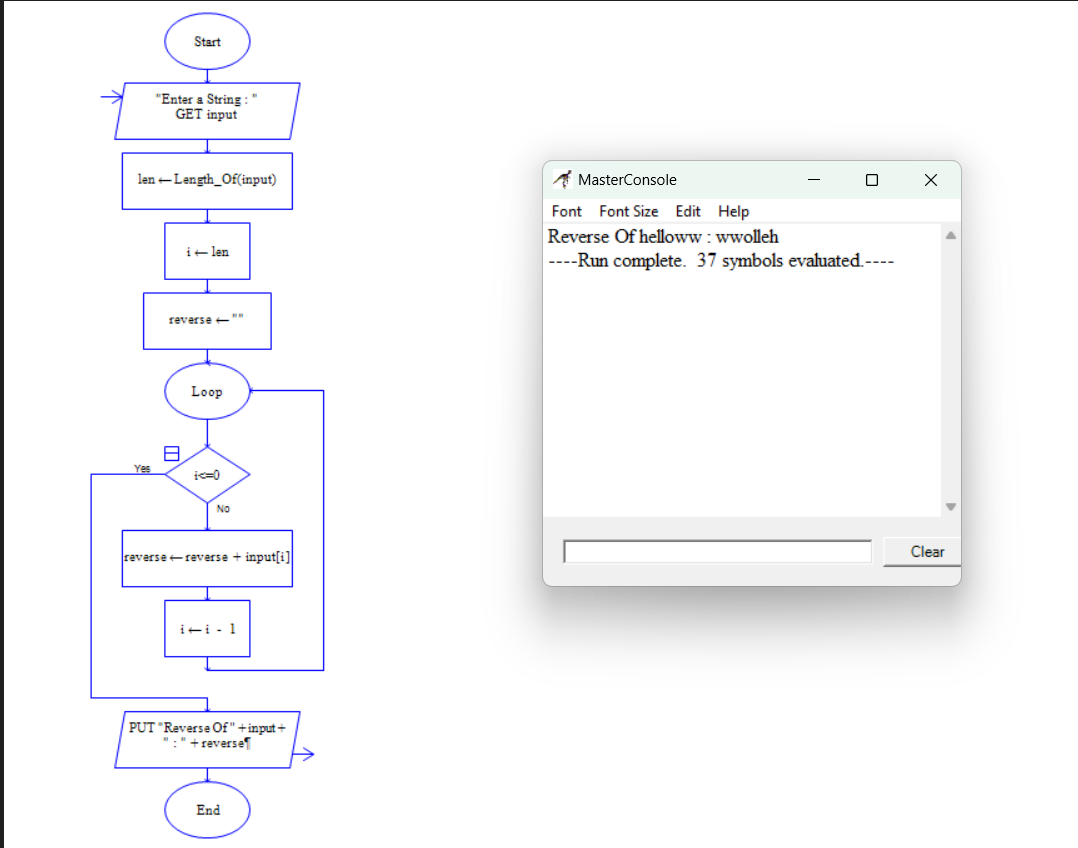 Start
"Enter a String : "
GET input
len ← Length_Of(input)
i ← len
reverse ← ""
Loop
Yes
i<=0
No
reverse ← reverse + input[i]
i ← i - 1
PUT "Reverse Of " +input+
" : " + reverse¶
End
MasterConsole
Font Font Size Edit Help
Reverse Of helloww : wwolleh
----Run complete. 37 symbols evaluated.----
Clear